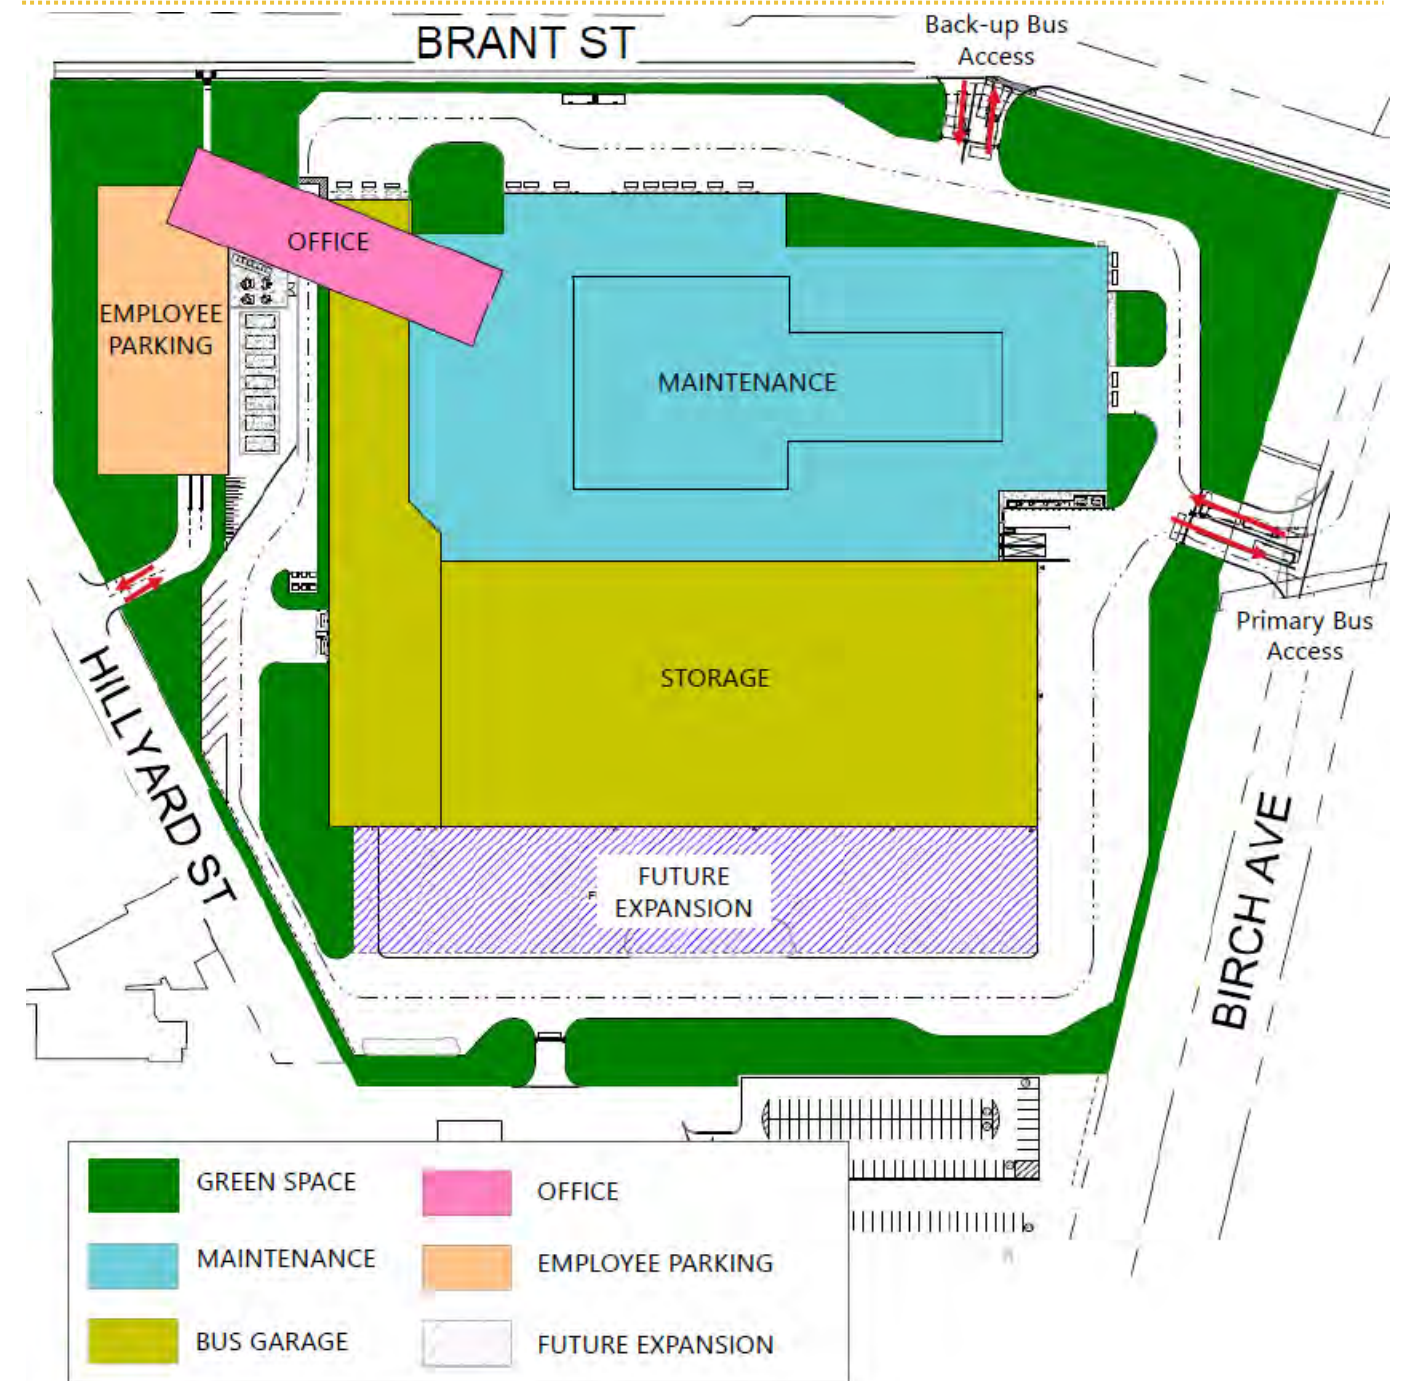 BRANT ST
Back-up Bus
Access
OFFICE
EMPLOYEE
PARKING
MAINTENANCE
Primary Bus
Access
STORAGE
HILLYARD ST
FUTURE
EXPANSION
BIRCH AVE
GREEN SPACE
OFFICE
MAINTENANCE
EMPLOYEE PARKING
BUS GARAGE
FUTURE EXPANSION